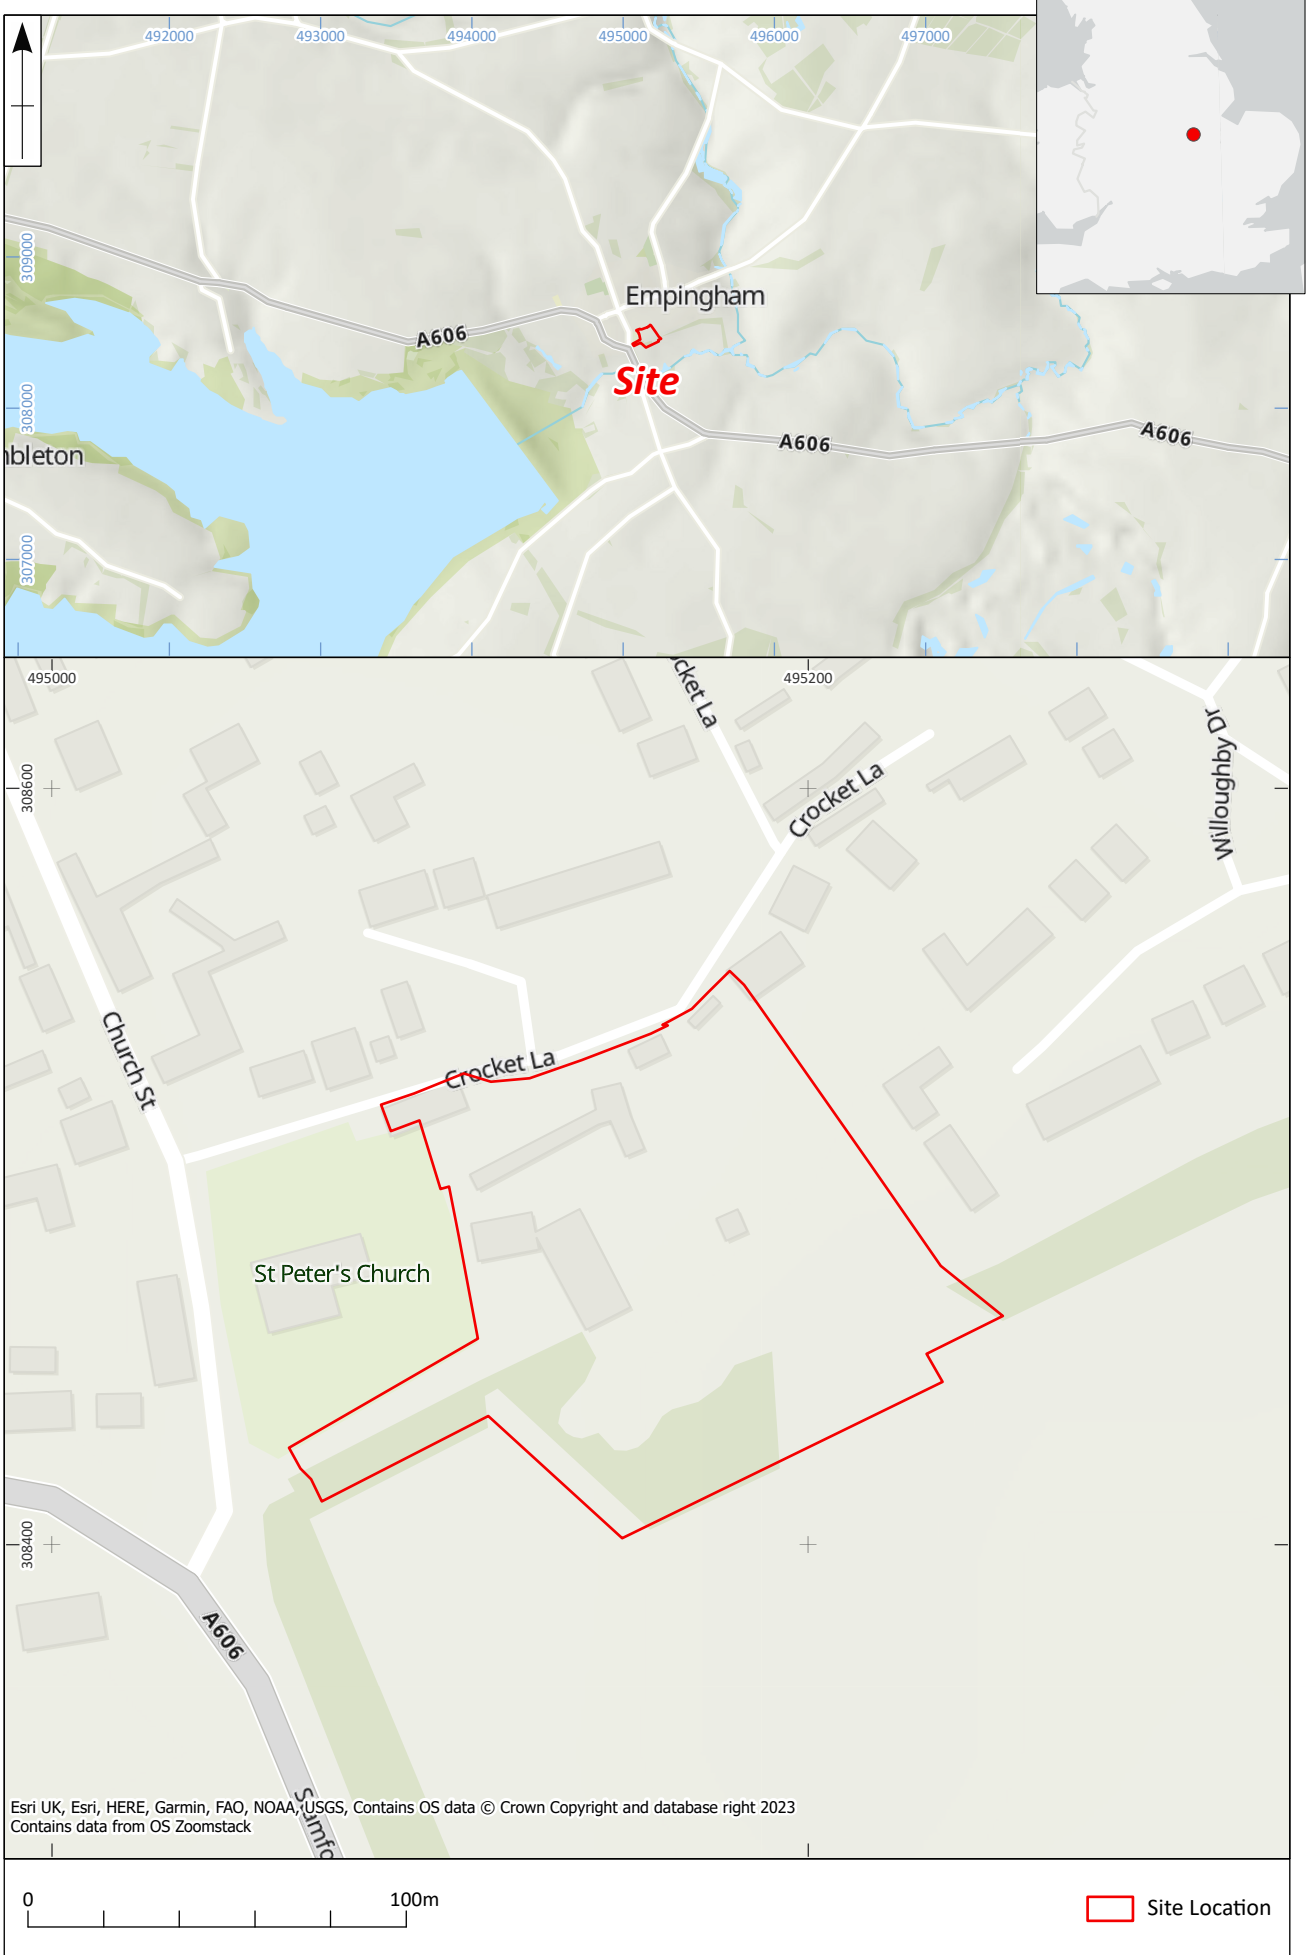 492000
493000
494000
495000
496000
497000
309000
Empingham
A606
Site
308000
A606
A606
nbleton
307000
495000
495200
ocket La
308600
Crocket La
Willoughby Dr
Church St
Crocket La
St Peter's Church
308400
A606
Stamfo
Esri UK, Esri, HERE, Garmin, FAO, NOAA, USGS, Contains OS data © Crown Copyright and database right 2023
Contains data from OS Zoomstack
0
100m
Site Location